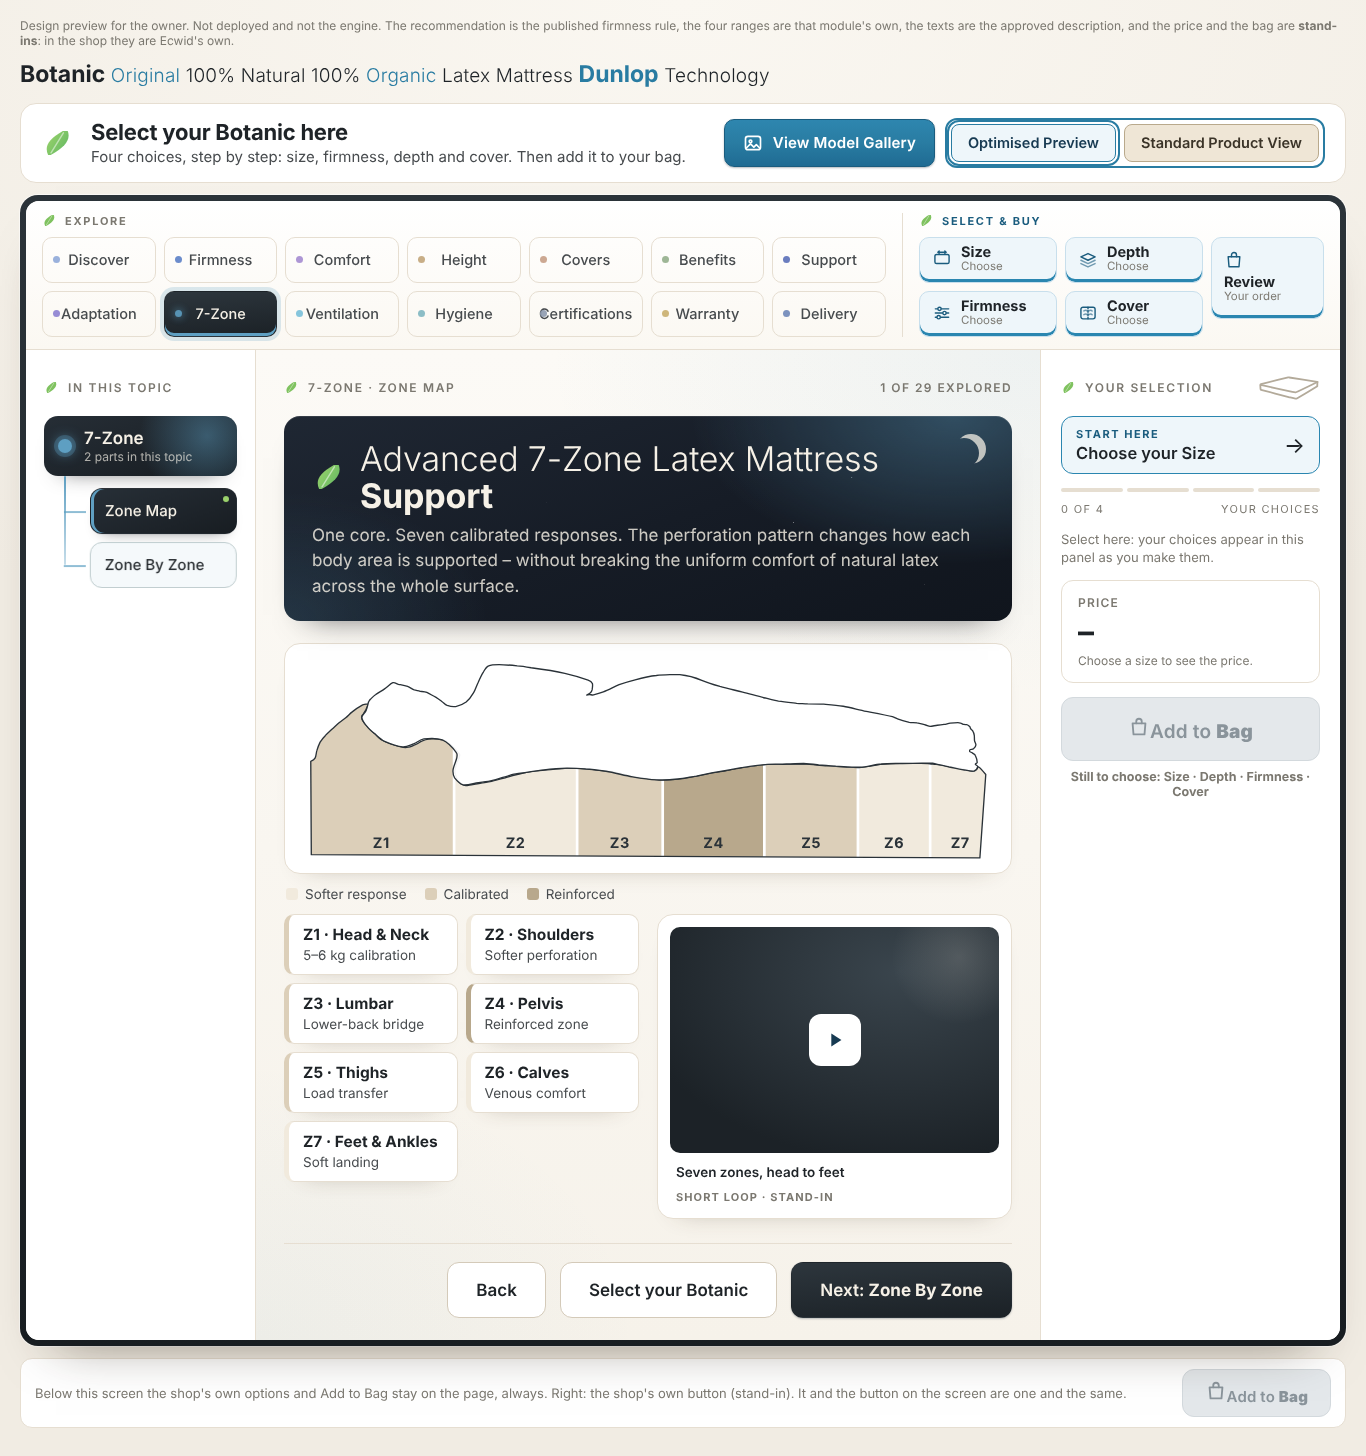 Design preview for the owner. Not deployed and not the engine. The recommendation is the published firmness rule, the four ranges are that module's own, the texts are the approved description, and the price and the bag are stand-
ins: in the shop they are Ecwid's own.
Botanic Original 100% Natural 100% Organic Latex Mattress Dunlop Technology
Select your Botanic here
Four choices, step by step: size, firmness, depth and cover. Then add it to your bag.
View Model Gallery
Optimised Preview
Standard Product View
EXPLORE
Discover
Firmness
Comfort
Height
Covers
Benefits
Support
Adaptation
7-Zone
Ventilation
Hygiene
Certifications
Warranty
Delivery
SELECT & BUY
Size
Choose
Depth
Choose
Firmness
Choose
Cover
Choose
Review
Your order
IN THIS TOPIC
7-Zone
2 parts in this topic
Zone Map
Zone By Zone
7-ZONE · ZONE MAP
1 OF 29 EXPLORED
Advanced 7-Zone Latex Mattress
Support
One core. Seven calibrated responses. The perforation pattern changes how each
body area is supported – without breaking the uniform comfort of natural latex
across the whole surface.
Z1
Z2
Z3
Z4
Z5
Z6
Z7
Softer response
Calibrated
Reinforced
Z1 · Head & Neck
5–6 kg calibration
Z2 · Shoulders
Softer perforation
Z3 · Lumbar
Lower-back bridge
Z4 · Pelvis
Reinforced zone
Z5 · Thighs
Load transfer
Z6 · Calves
Venous comfort
Z7 · Feet & Ankles
Soft landing
Seven zones, head to feet
SHORT LOOP · STAND-IN
Back
Select your Botanic
Next: Zone By Zone
YOUR SELECTION
START HERE
Choose your Size
0 OF 4
YOUR CHOICES
Select here: your choices appear in this
panel as you make them.
PRICE
–
Choose a size to see the price.
Add to Bag
Still to choose: Size · Depth · Firmness ·
Cover
Below this screen the shop's own options and Add to Bag stay on the page, always. Right: the shop's own button (stand-in). It and the button on the screen are one and the same.
Add to Bag